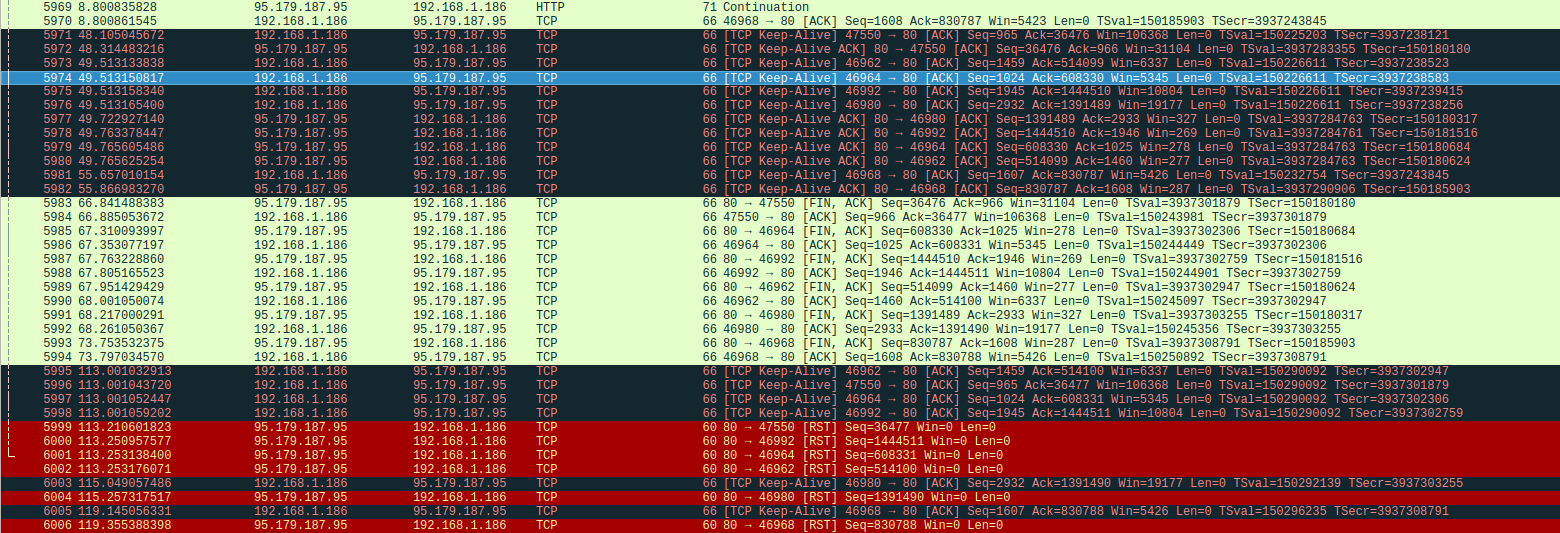 5969 8.800835828 95.179.187.95 192.168.1.186 HTTP 71 Continuation
5970 8.800861545 192.168.1.186 95.179.187.95 TCP 66 46968 → 80 [ACK] Seq=1608 Ack=830787 Win=5423 Len=0 TSval=150185903 TSecr=3937243845
5971 48.105045672 192.168.1.186 95.179.187.95 TCP 66 [TCP Keep-Alive] 47550 → 80 [ACK] Seq=965 Ack=36476 Win=106368 Len=0 TSval=150225203 TSecr=3937238121
5972 48.314483216 95.179.187.95 192.168.1.186 TCP 66 [TCP Keep-Alive ACK] 80 → 47550 [ACK] Seq=36476 Ack=966 Win=31104 Len=0 TSval=3937283355 TSecr=150180180
5973 49.513133838 192.168.1.186 95.179.187.95 TCP 66 [TCP Keep-Alive] 46962 → 80 [ACK] Seq=1459 Ack=514099 Win=6337 Len=0 TSval=150226611 TSecr=3937238523
5974 49.513150817 192.168.1.186 95.179.187.95 TCP 66 [TCP Keep-Alive] 46964 → 80 [ACK] Seq=1024 Ack=608330 Win=5345 Len=0 TSval=150226611 TSecr=3937238583
5975 49.513158340 192.168.1.186 95.179.187.95 TCP 66 [TCP Keep-Alive] 46992 → 80 [ACK] Seq=1945 Ack=1444510 Win=10804 Len=0 TSval=150226611 TSecr=3937239415
5976 49.513165400 192.168.1.186 95.179.187.95 TCP 66 [TCP Keep-Alive] 46980 → 80 [ACK] Seq=2932 Ack=1391489 Win=19177 Len=0 TSval=150226611 TSecr=3937238256
5977 49.722927140 95.179.187.95 192.168.1.186 TCP 66 [TCP Keep-Alive ACK] 80 → 46980 [ACK] Seq=1391489 Ack=2933 Win=327 Len=0 TSval=3937284763 TSecr=150180317
5978 49.763378447 95.179.187.95 192.168.1.186 TCP 66 [TCP Keep-Alive ACK] 80 → 46992 [ACK] Seq=1444510 Ack=1946 Win=269 Len=0 TSval=3937284761 TSecr=150181516
5979 49.765605486 95.179.187.95 192.168.1.186 TCP 66 [TCP Keep-Alive ACK] 80 → 46964 [ACK] Seq=608330 Ack=1025 Win=278 Len=0 TSval=3937284763 TSecr=150180684
5980 49.765625254 95.179.187.95 192.168.1.186 TCP 66 [TCP Keep-Alive ACK] 80 → 46962 [ACK] Seq=514099 Ack=1460 Win=277 Len=0 TSval=3937284763 TSecr=150180624
5981 55.657010154 192.168.1.186 95.179.187.95 TCP 66 [TCP Keep-Alive] 46968 → 80 [ACK] Seq=1607 Ack=830787 Win=5426 Len=0 TSval=150232754 TSecr=3937243845
5982 55.866983270 95.179.187.95 192.168.1.186 TCP 66 [TCP Keep-Alive ACK] 80 → 46968 [ACK] Seq=830787 Ack=1608 Win=287 Len=0 TSval=3937290906 TSecr=150185903
5983 66.841488383 95.179.187.95 192.168.1.186 TCP 66 80 → 47550 [FIN, ACK] Seq=36476 Ack=966 Win=31104 Len=0 TSval=3937301879 TSecr=150180180
5984 66.885053672 192.168.1.186 95.179.187.95 TCP 66 47550 → 80 [ACK] Seq=966 Ack=36477 Win=106368 Len=0 TSval=150243981 TSecr=3937301879
5985 67.310093997 95.179.187.95 192.168.1.186 TCP 66 80 → 46964 [FIN, ACK] Seq=608330 Ack=1025 Win=278 Len=0 TSval=3937302306 TSecr=150180684
5986 67.353077197 192.168.1.186 95.179.187.95 TCP 66 46964 → 80 [ACK] Seq=1025 Ack=608331 Win=5345 Len=0 TSval=150244449 TSecr=3937302306
5987 67.763228860 95.179.187.95 192.168.1.186 TCP 66 80 → 46992 [FIN, ACK] Seq=1444510 Ack=1946 Win=269 Len=0 TSval=3937302759 TSecr=150181516
5988 67.805165523 192.168.1.186 95.179.187.95 TCP 66 46992 → 80 [ACK] Seq=1946 Ack=1444511 Win=10804 Len=0 TSval=150244901 TSecr=3937302759
5989 67.951429429 95.179.187.95 192.168.1.186 TCP 66 80 → 46962 [FIN, ACK] Seq=514099 Ack=1460 Win=277 Len=0 TSval=3937302947 TSecr=150180624
5990 68.001050074 192.168.1.186 95.179.187.95 TCP 66 46962 → 80 [ACK] Seq=1460 Ack=514100 Win=6337 Len=0 TSval=150245097 TSecr=3937302947
5991 68.217000291 95.179.187.95 192.168.1.186 TCP 66 80 → 46980 [FIN, ACK] Seq=1391489 Ack=2933 Win=327 Len=0 TSval=3937303255 TSecr=150180317
5992 68.261050367 192.168.1.186 95.179.187.95 TCP 66 46980 → 80 [ACK] Seq=2933 Ack=1391490 Win=19177 Len=0 TSval=150245356 TSecr=3937303255
5993 73.753532375 95.179.187.95 192.168.1.186 TCP 66 80 → 46968 [FIN, ACK] Seq=830787 Ack=1608 Win=287 Len=0 TSval=3937308791 TSecr=150185903
5994 73.797034570 192.168.1.186 95.179.187.95 TCP 66 46968 → 80 [ACK] Seq=1608 Ack=830788 Win=5426 Len=0 TSval=150250892 TSecr=3937308791
5995 113.001032913 192.168.1.186 95.179.187.95 TCP 66 [TCP Keep-Alive] 46962 → 80 [ACK] Seq=1459 Ack=514100 Win=6337 Len=0 TSval=150290092 TSecr=3937302947
5996 113.001043720 192.168.1.186 95.179.187.95 TCP 66 [TCP Keep-Alive] 47550 → 80 [ACK] Seq=965 Ack=36477 Win=106368 Len=0 TSval=150290092 TSecr=3937301879
5997 113.001052447 192.168.1.186 95.179.187.95 TCP 66 [TCP Keep-Alive] 46964 → 80 [ACK] Seq=1024 Ack=608331 Win=5345 Len=0 TSval=150290092 TSecr=3937302306
5998 113.001059202 192.168.1.186 95.179.187.95 TCP 66 [TCP Keep-Alive] 46992 → 80 [ACK] Seq=1945 Ack=1444511 Win=10804 Len=0 TSval=150290092 TSecr=3937302759
5999 113.210601823 95.179.187.95 192.168.1.186 TCP 60 80 → 47550 [RST] Seq=36477 Win=0 Len=0
6000 113.250957577 95.179.187.95 192.168.1.186 TCP 60 80 → 46992 [RST] Seq=1444511 Win=0 Len=0
6001 113.253138400 95.179.187.95 192.168.1.186 TCP 60 80 → 46964 [RST] Seq=608331 Win=0 Len=0
6002 113.253176071 95.179.187.95 192.168.1.186 TCP 60 80 → 46962 [RST] Seq=514100 Win=0 Len=0
6003 115.049057486 192.168.1.186 95.179.187.95 TCP 66 [TCP Keep-Alive] 46980 → 80 [ACK] Seq=2932 Ack=1391490 Win=19177 Len=0 TSval=150292139 TSecr=3937303255
6004 115.257317517 95.179.187.95 192.168.1.186 TCP 60 80 → 46980 [RST] Seq=1391490 Win=0 Len=0
6005 119.145056331 192.168.1.186 95.179.187.95 TCP 66 [TCP Keep-Alive] 46968 → 80 [ACK] Seq=1607 Ack=830788 Win=5426 Len=0 TSval=150296235 TSecr=3937308791
6006 119.355388398 95.179.187.95 192.168.1.186 TCP 60 80 → 46968 [RST] Seq=830788 Win=0 Len=0